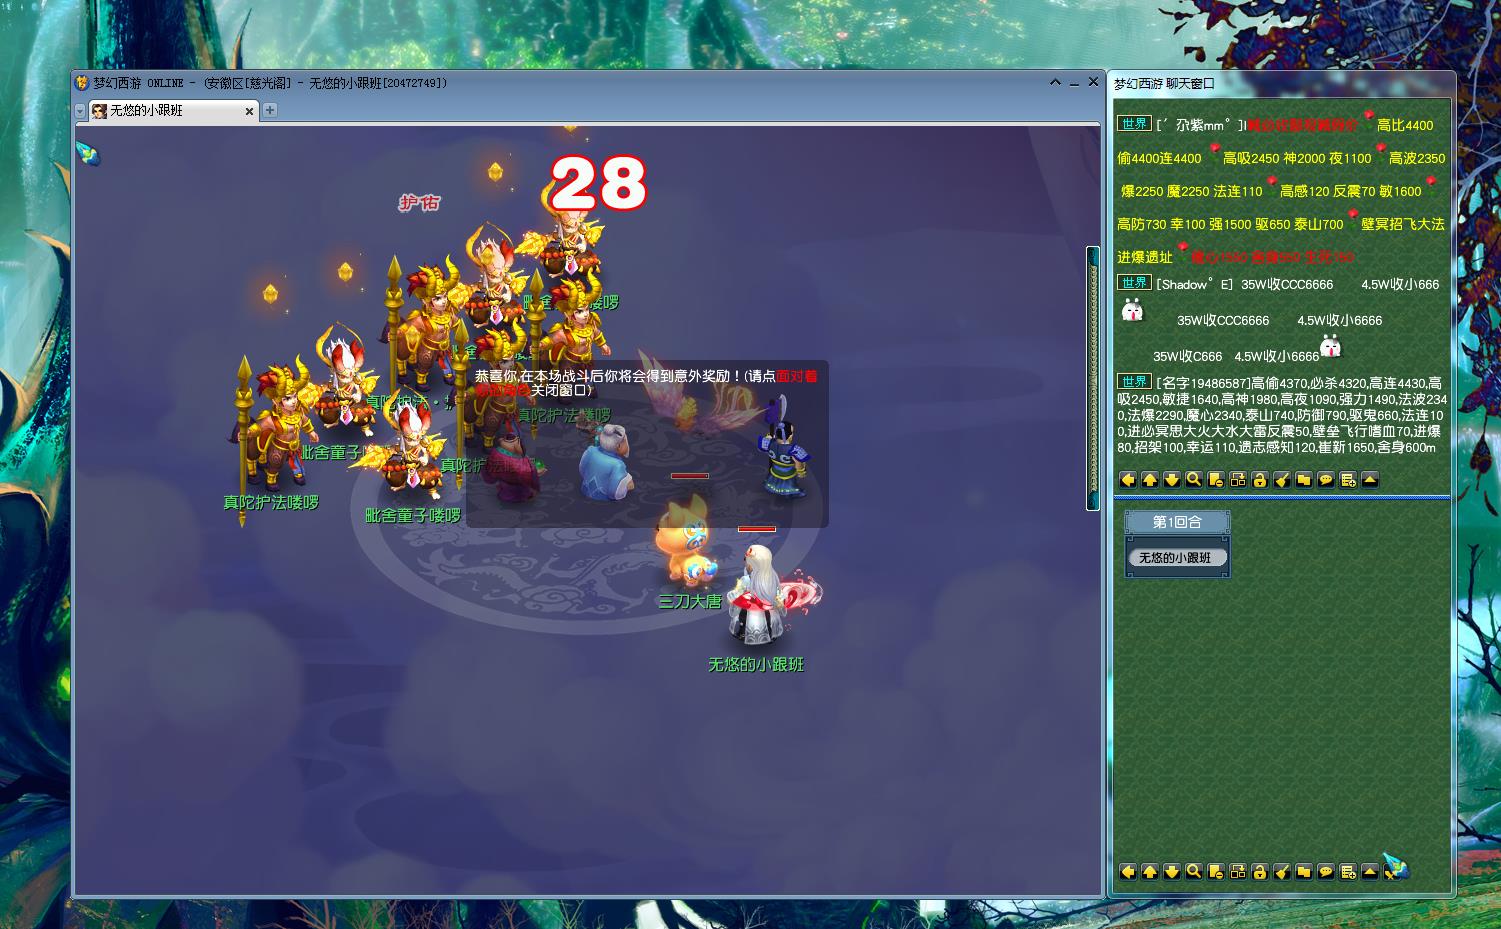 梦幻西游 ONLINE - (安徽区[慈光阁] - 无悠的小跟班[20472749])
无悠的小跟班
28
护佑
毗舍童子喽啰
恭喜你,在本场战斗后你将会得到意外奖励！(请点面对着
关闭窗口)
真陀护法喽啰
毗舍童子
真陀护法喽啰
真陀护法喽啰
毗舍童子喽啰
三刀大唐
无悠的小跟班
梦幻西游 聊天窗口
世界 [′尕紫mm°] 高比4400
偷4400连4400 高吸2450 神2000 夜1100 高波2350
爆2250 魔2250 法连110 高感120 反震70 敏1600
高防730 幸100 强1500 驱650 泰山700 壁冥招飞大法
进爆遗址
世界 [Shadow°E] 35W收CCC6666 4.5W收小666
35W收CCC6666 4.5W收小6666
35W收C666 4.5W收小6666
世界 [名字19486587]高偷4370,必杀4320,高连4430,高
吸2450,敏捷1640,高神1980,高夜1090,强力1490,法波234
0,法爆2290,魔心2340,泰山740,防御790,驱鬼660,法连10
0,进必冥思大火大水大雷反震50,壁垒飞行嗜血70,进爆
80,招架100,幸运110,遗志感知120,崔新1650,舍身600m
第1回合
无悠的小跟班